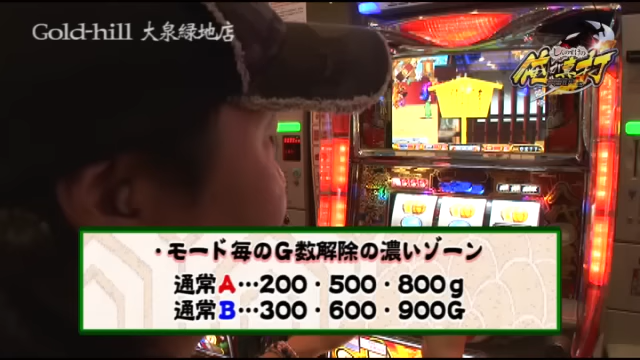 Gold-hill 大泉緑地店
・モード毎のG数解除の濃いゾーン
通常A…200・500・800g
通常B…300・600・900G